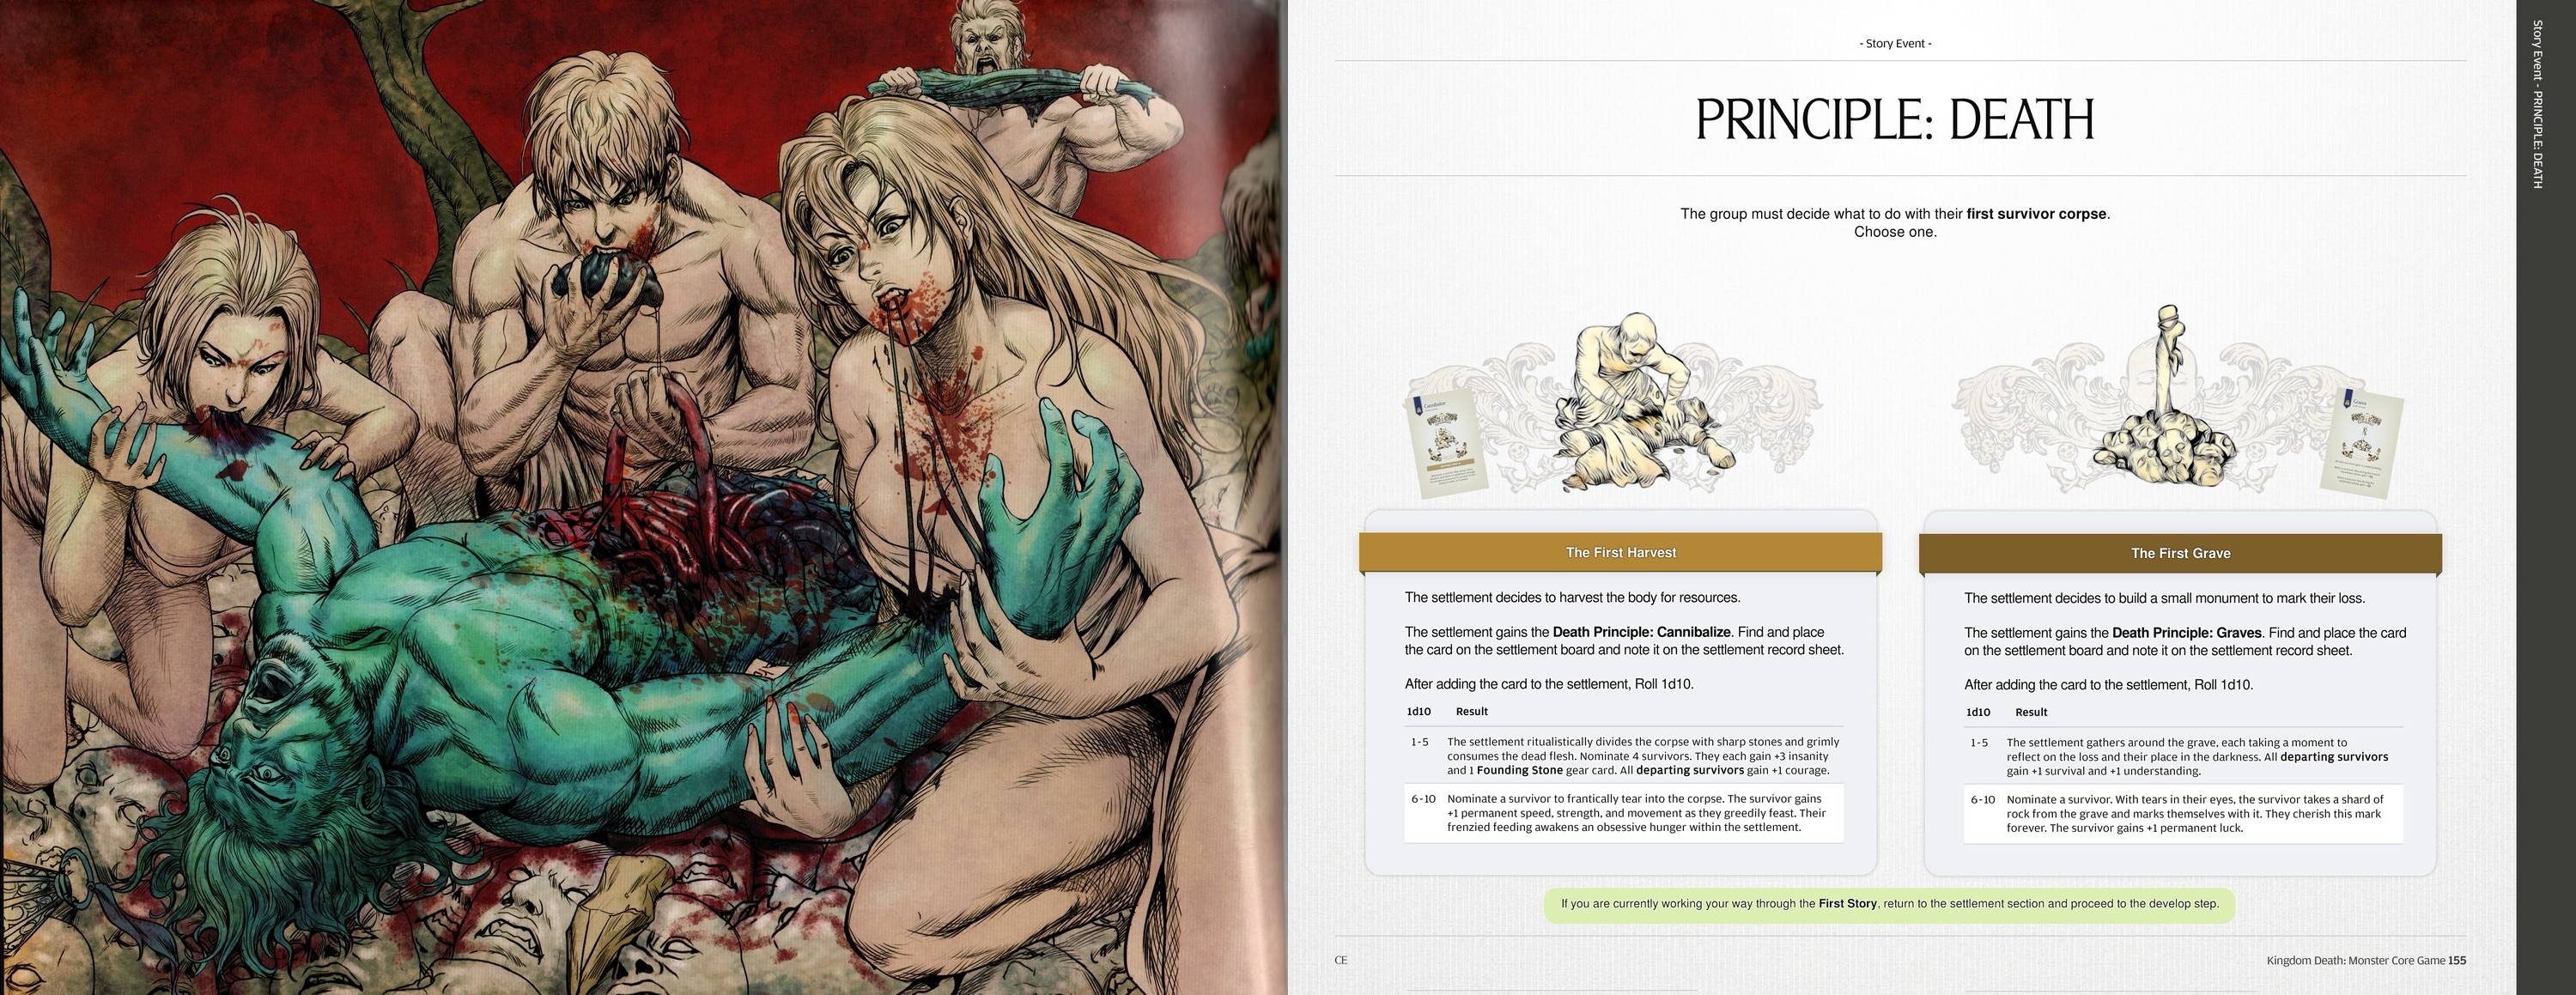 - Story Event -
PRINCIPLE: DEATH
The group must decide what to do with their first survivor corpse.
Choose one.
Cannibalize
Graves
The First Harvest
The settlement decides to harvest the body for resources.
The settlement gains the Death Principle: Cannibalize. Find and place
the card on the settlement board and note it on the settlement record sheet.
After adding the card to the settlement, Roll 1d10.
1d10 Result
1-5 The settlement ritualistically divides the corpse with sharp stones and grimly
consumes the dead flesh. Nominate 4 survivors. They each gain +3 insanity
and 1 Founding Stone gear card. All departing survivors gain +1 courage.
6-10 Nominate a survivor to frantically tear into the corpse. The survivor gains
+1 permanent speed, strength, and movement as they greedily feast. Their
frenzied feeding awakens an obsessive hunger within the settlement.
The First Grave
The settlement decides to build a small monument to mark their loss.
The settlement gains the Death Principle: Graves. Find and place the card
on the settlement board and note it on the settlement record sheet.
After adding the card to the settlement, Roll 1d10.
1d10 Result
1-5 The settlement gathers around the grave, each taking a moment to
reflect on the loss and their place in the darkness. All departing survivors
gain +1 survival and +1 understanding.
6-10 Nominate a survivor. With tears in their eyes, the survivor takes a shard of
rock from the grave and marks themselves with it. They cherish this mark
forever. The survivor gains +1 permanent luck.
If you are currently working your way through the First Story, return to the settlement section and proceed to the develop step.
CE
Kingdom Death: Monster Core Game 155
Story Event - PRINCIPLE: DEATH